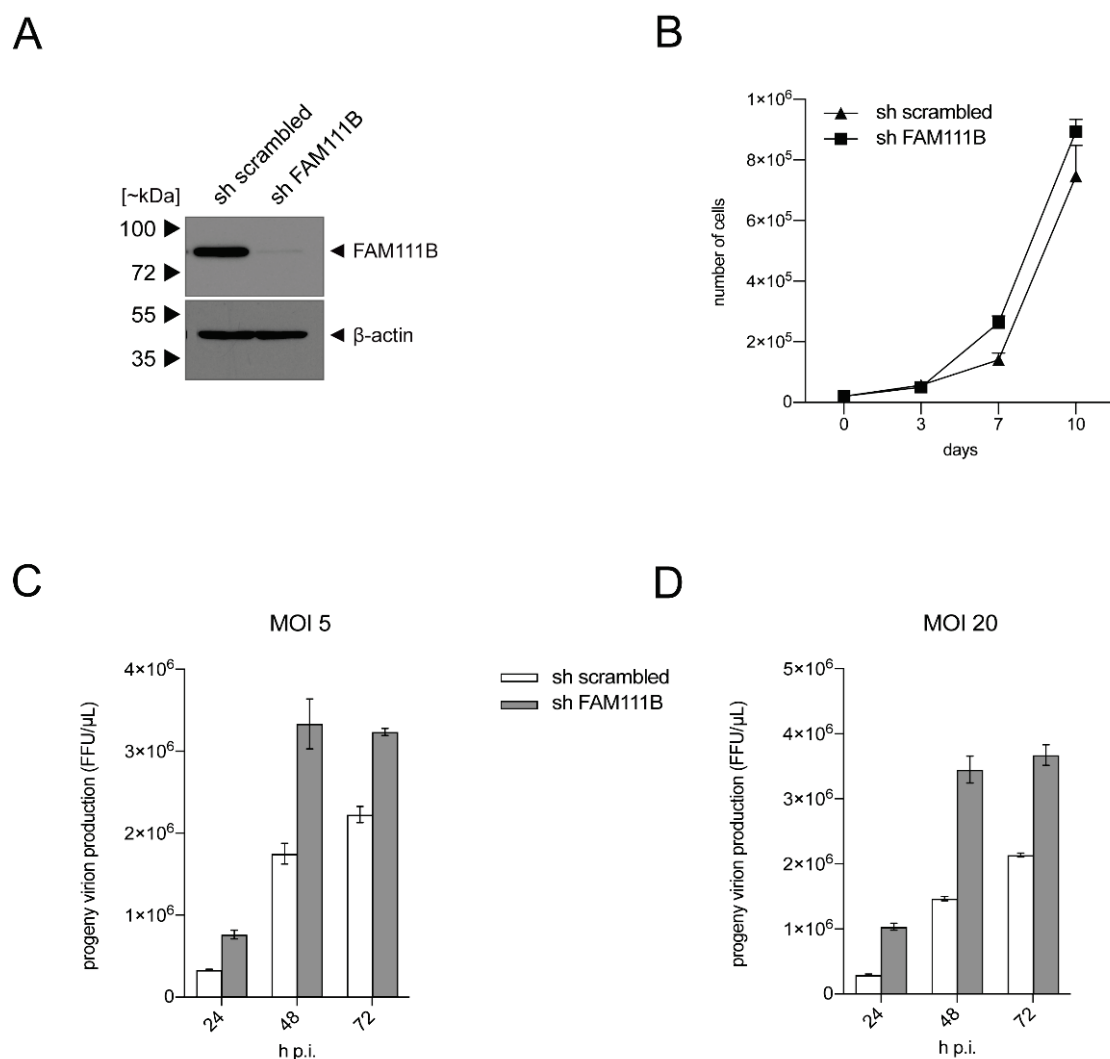 A
sh scrambled
sh FAM111B
[~kDa]
100
72
55
35
FAM111B
β-actin
B
sh scrambled
sh FAM111B
number of cells
1×10⁶
8×10⁵
6×10⁵
4×10⁵
2×10⁵
0
0 3 7 10
days
C
MOI 5
progeny virion production (FFU/µL)
4×10⁶
3×10⁶
2×10⁶
1×10⁶
0
24 48 72
h p.i.
sh scrambled
sh FAM111B
D
MOI 20
progeny virion production (FFU/µL)
5×10⁶
4×10⁶
3×10⁶
2×10⁶
1×10⁶
0
24 48 72
h p.i.